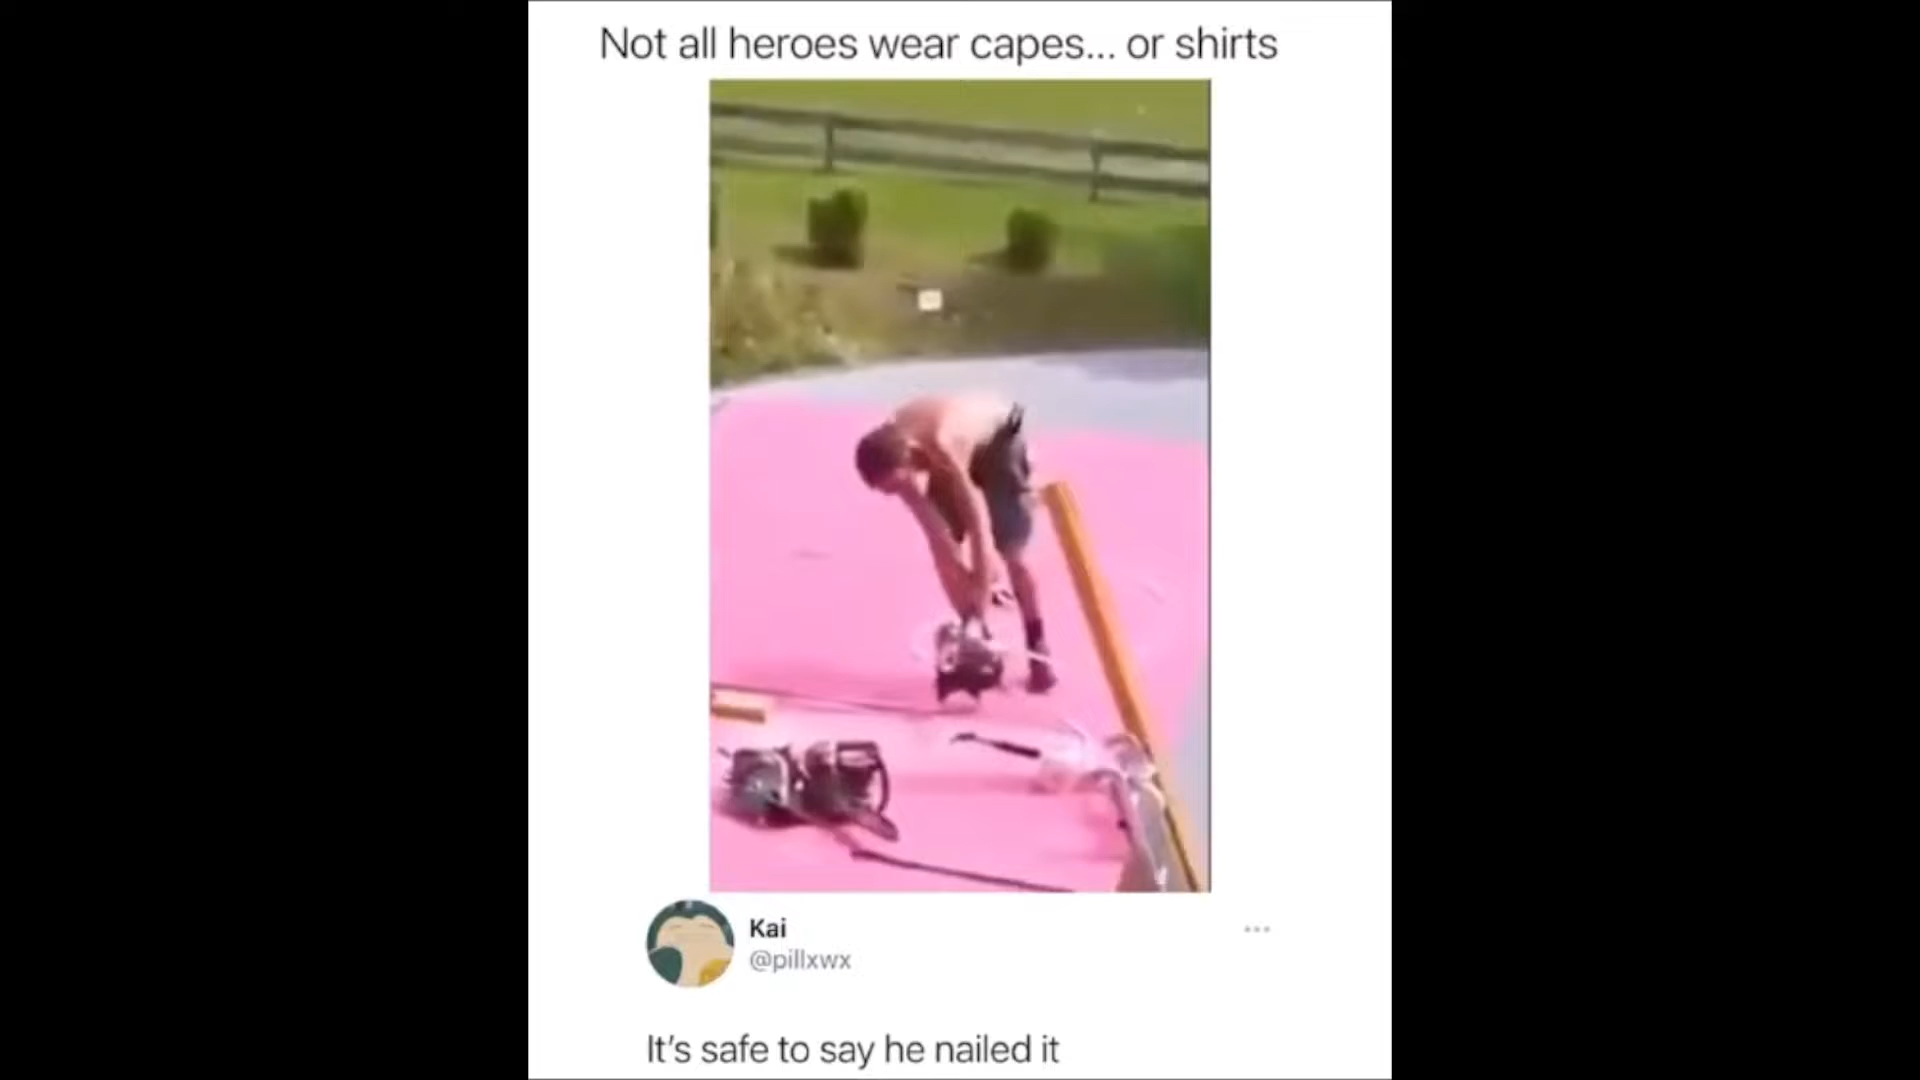 Not all heroes wear capes... or shirts
Kai
@pillxwx
It's safe to say he nailed it